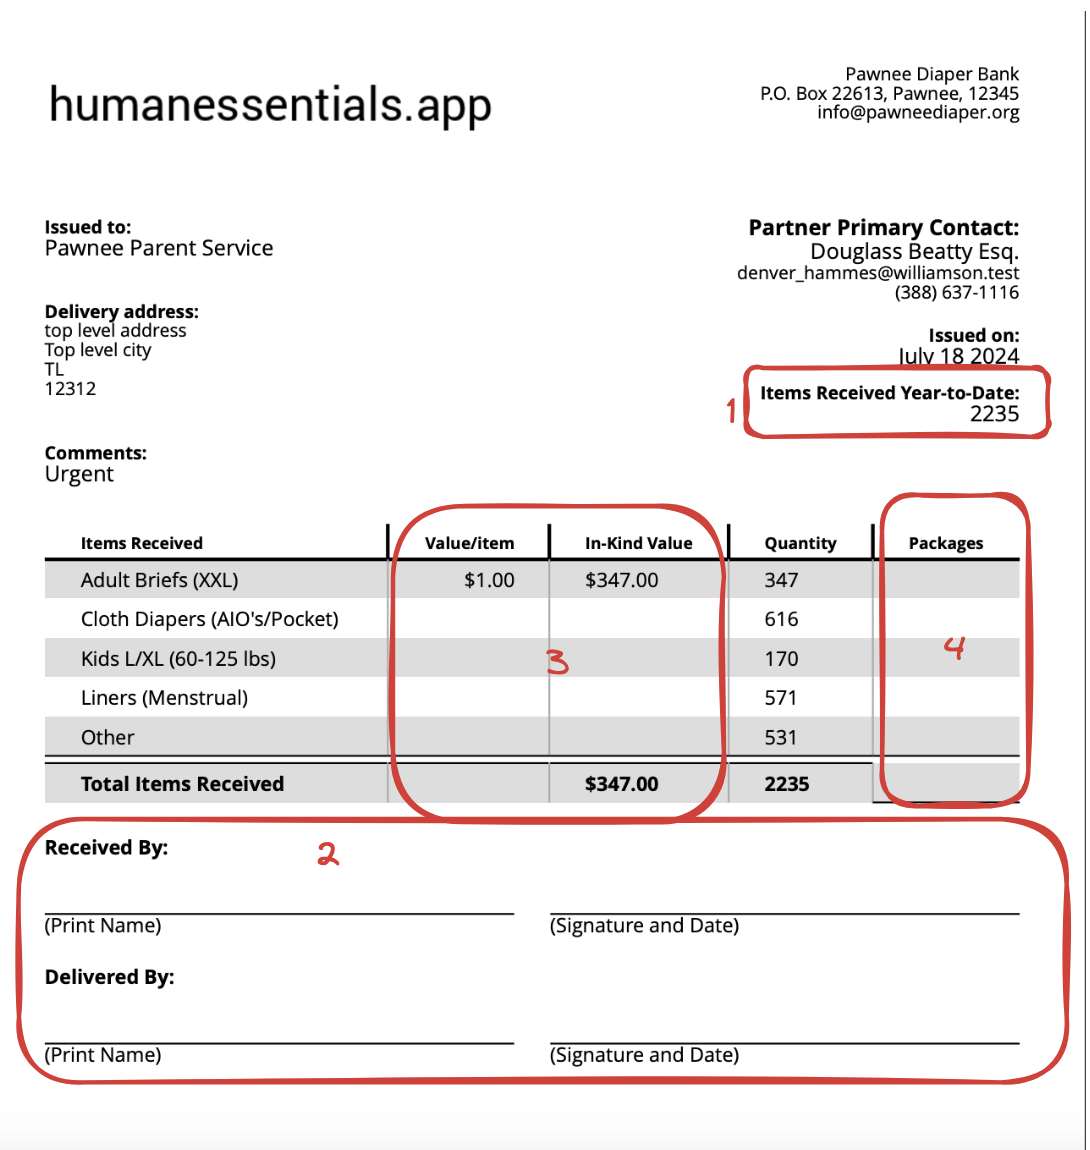 humanessentials.app
Pawnee Diaper Bank
P.O. Box 22613, Pawnee, 12345
info@pawneediaper.org
Issued to:
Pawnee Parent Service
Partner Primary Contact:
Douglass Beatty Esq.
denver_hammes@williamson.test
(388) 637-1116
Delivery address:
top level address
Top level city
TL
12312
Issued on:
July 18 2024
1
Items Received Year-to-Date:
2235
Comments:
Urgent
Items Received Value/item In-Kind Value Quantity Packages
Adult Briefs (XXL) $1.00 $347.00 347
Cloth Diapers (AIO's/Pocket) 616
Kids L/XL (60-125 lbs) 3 170 4
Liners (Menstrual) 571
Other 531
Total Items Received $347.00 2235
Received By: 2
(Print Name) (Signature and Date)
Delivered By:
(Print Name) (Signature and Date)